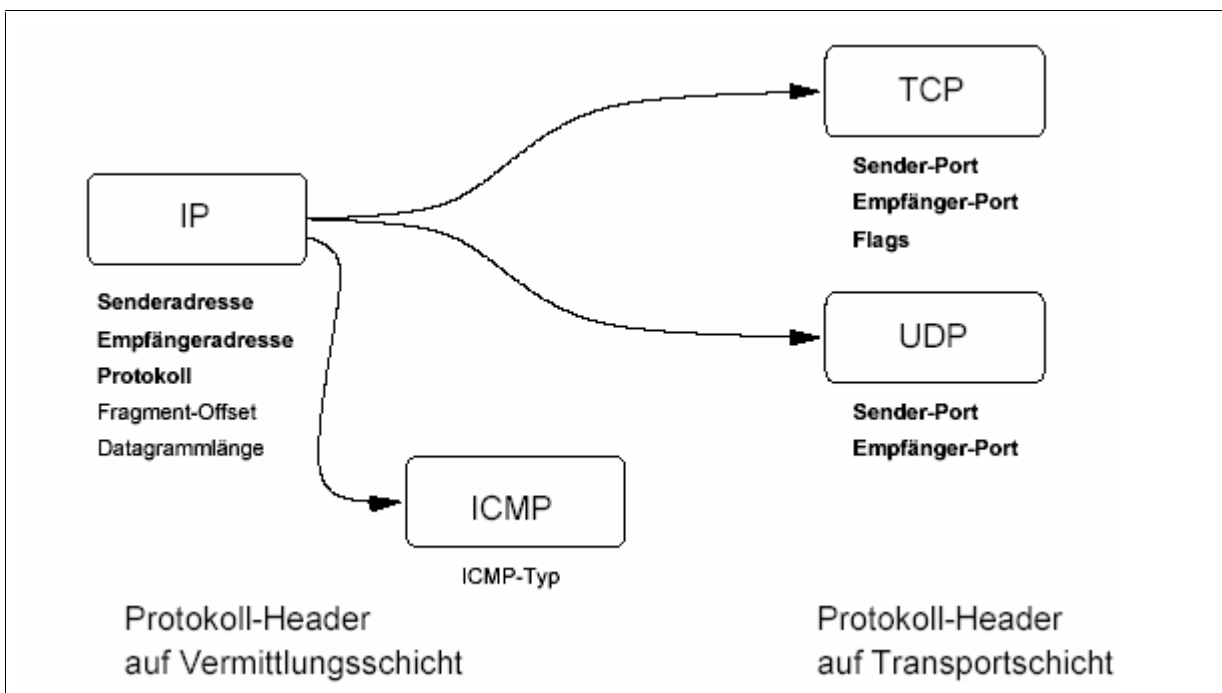 IP
Senderadresse
Empfängeradresse
Protokoll
Fragment-Offset
Datagrammlänge
TCP
Sender-Port
Empfänger-Port
Flags
UDP
Sender-Port
Empfänger-Port
ICMP
ICMP-Typ
Protokoll-Header
auf Vermittlungsschicht
Protokoll-Header
auf Transportschicht